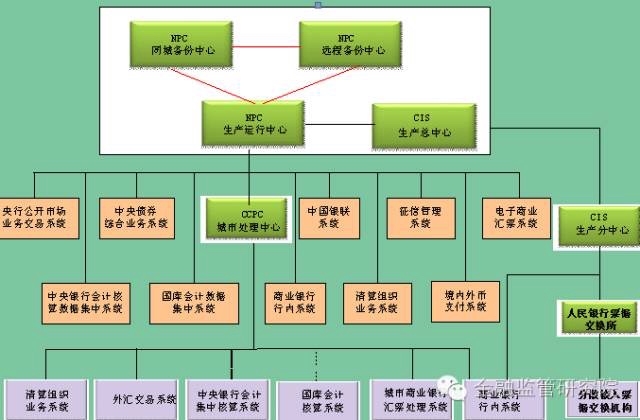 NPC
同城备份中心
NPC
远程备份中心
NPC
生产运行中心
CIS
生产总中心
央行公开市场
业务交易系统
中央债券
综合业务系统
CCPC
城市处理中心
中国银联
系统
征信管理
系统
电子商业
汇票系统
CIS
生产分中心
中央银行会计核
算数据集中系统
国库会计数据
集中系统
商业银行
行内系统
清算组织
业务系统
境内外币
支付系统
人民银行票据
交换所
清算组织
业务系统
外汇交易系统
中央银行会计
集中核算系统
国库会计
核算系统
城市商业银行
汇票处理系统
商业银行
行内系统
分散接入票
据交换机构
金融监管研究院